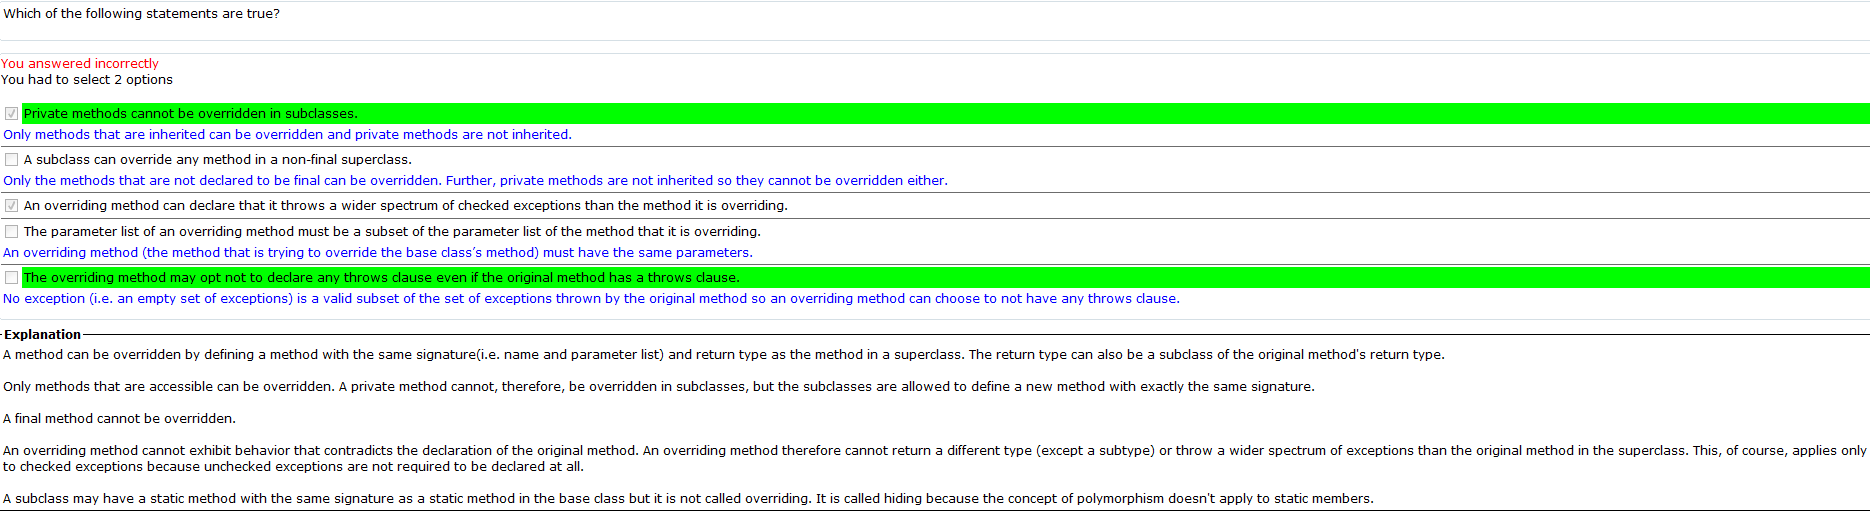 Which of the following statements are true?
You answered incorrectly
You had to select 2 options
Private methods cannot be overridden in subclasses.
Only methods that are inherited can be overridden and private methods are not inherited.
A subclass can override any method in a non-final superclass.
Only the methods that are not declared to be final can be overridden. Further, private methods are not inherited so they cannot be overridden either.
An overriding method can declare that it throws a wider spectrum of checked exceptions than the method it is overriding.
The parameter list of an overriding method must be a subset of the parameter list of the method that it is overriding.
An overriding method (the method that is trying to override the base class's method) must have the same parameters.
The overriding method may opt not to declare any throws clause even if the original method has a throws clause.
No exception (i.e. an empty set of exceptions) is a valid subset of the set of exceptions thrown by the original method so an overriding method can choose to not have any throws clause.
Explanation
A method can be overridden by defining a method with the same signature(i.e. name and parameter list) and return type as the method in a superclass. The return type can also be a subclass of the original method's return type.
Only methods that are accessible can be overridden. A private method cannot, therefore, be overridden in subclasses, but the subclasses are allowed to define a new method with exactly the same signature.
A final method cannot be overridden.
An overriding method cannot exhibit behavior that contradicts the declaration of the original method. An overriding method therefore cannot return a different type (except a subtype) or throw a wider spectrum of exceptions than the original method in the superclass. This, of course, applies only
to checked exceptions because unchecked exceptions are not required to be declared at all.
A subclass may have a static method with the same signature as a static method in the base class but it is not called overriding. It is called hiding because the concept of polymorphism doesn't apply to static members.